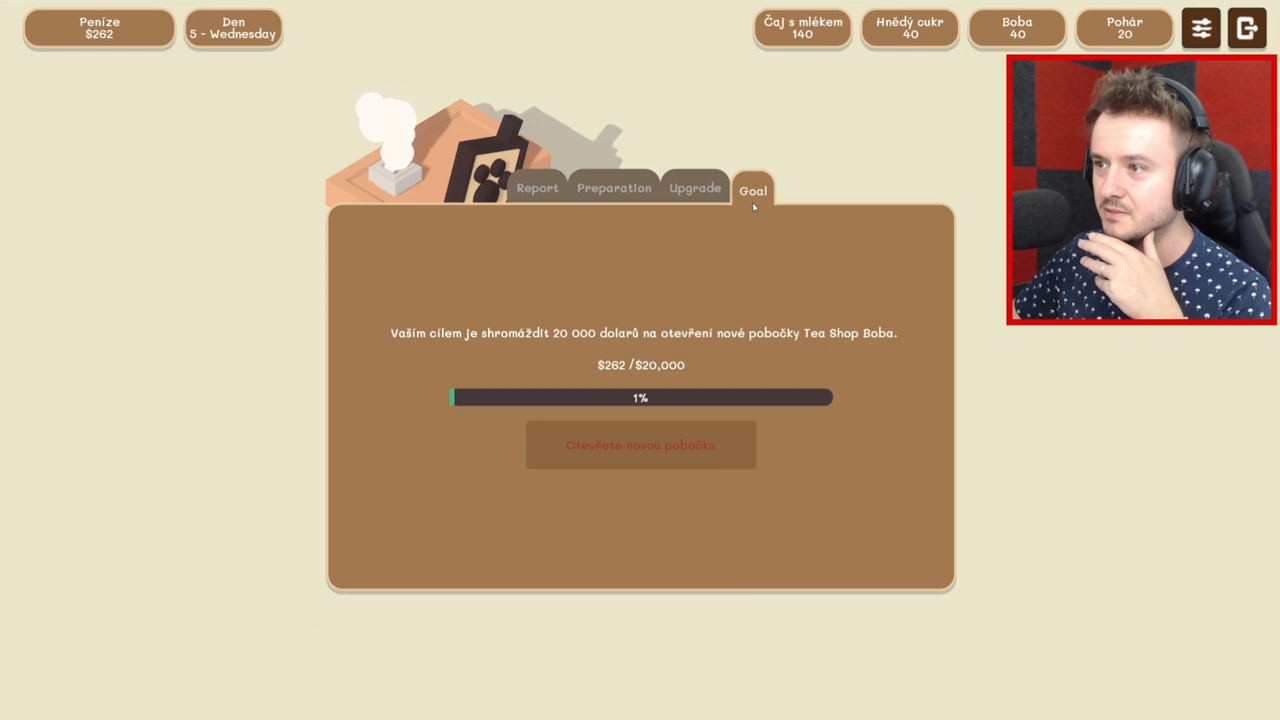 Peníze
$262
Den
5 - Wednesday
Čaj s mlékem
140
Hnědý cukr
40
Boba
40
Pohár
20
Report
Preparation
Upgrade
Goal
Vaším cílem je shromáždit 20 000 dolarů na otevření nové pobočky Tea Shop Boba.
$262 /$20,000
1%
Otevřete novou pobočku